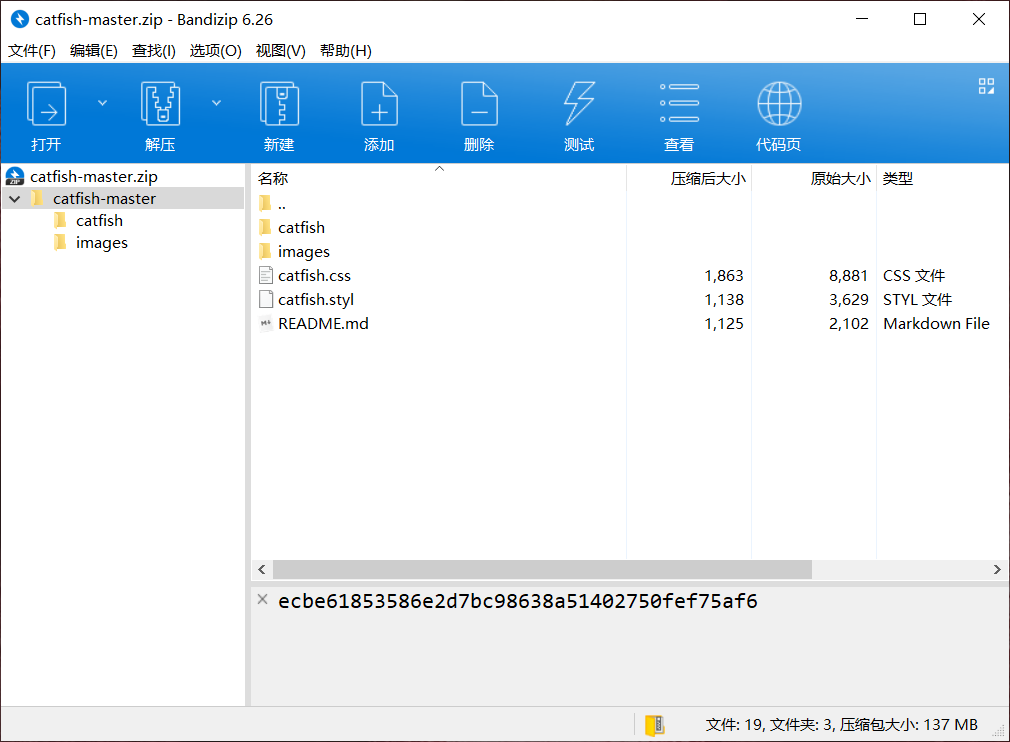 catfish-master.zip - Bandizip 6.26
文件(F) 编辑(E) 查找(I) 选项(O) 视图(V) 帮助(H)
打开 解压 新建 添加 删除 测试 查看 代码页
catfish-master.zip
catfish-master
catfish
images
名称 压缩后大小 原始大小 类型
..
catfish
images
catfish.css 1,863 8,881 CSS 文件
catfish.styl 1,138 3,629 STYL 文件
README.md 1,125 2,102 Markdown File
ecbe61853586e2d7bc98638a51402750fef75af6
文件: 19, 文件夹: 3, 压缩包大小: 137 MB